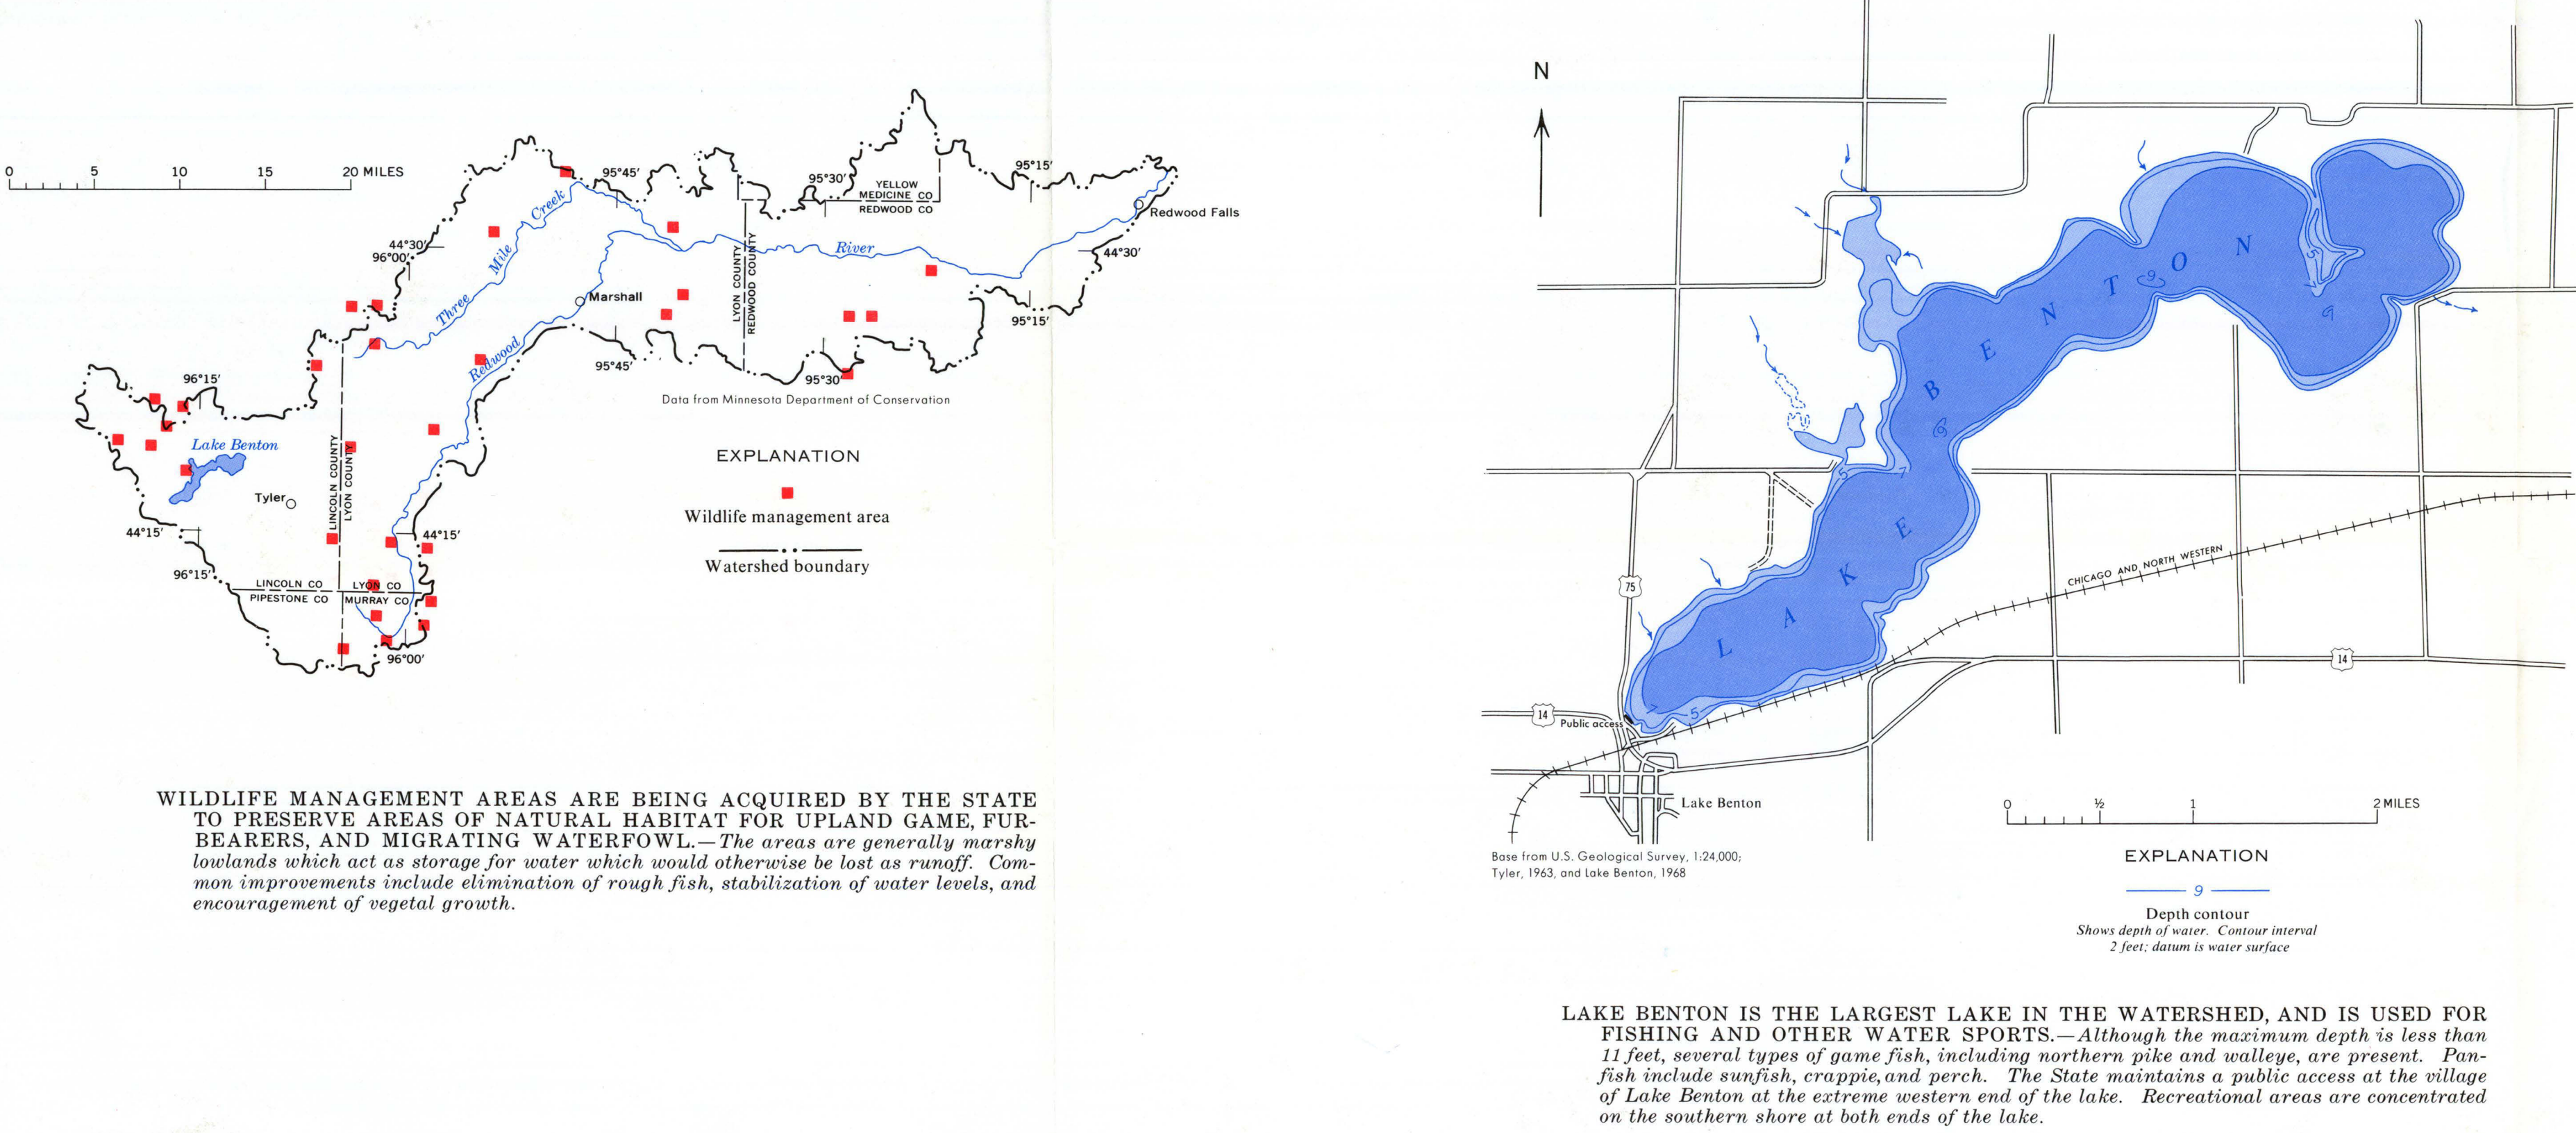 0 5 10 15 20 MILES
95°45'
95°30'
95°15'
YELLOW
MEDICINE CO
REDWOOD CO
Redwood Falls
Creek
Mile
Three
44°30'
96°00'
River
44°30'
LYON COUNTY
REDWOOD COUNTY
Marshall
95°15'
Redwood
95°45'
95°30'
96°15'
Data from Minnesota Department of Conservation
Lake Benton
LINCOLN COUNTY
LYON COUNTY
Tyler
44°15'
44°15'
96°15'
LINCOLN CO
LYON CO
PIPESTONE CO
MURRAY CO
96°00'
EXPLANATION
Wildlife management area
Watershed boundary
WILDLIFE MANAGEMENT AREAS ARE BEING ACQUIRED BY THE STATE
TO PRESERVE AREAS OF NATURAL HABITAT FOR UPLAND GAME, FUR-
BEARERS, AND MIGRATING WATERFOWL.—The areas are generally marshy
lowlands which act as storage for water which would otherwise be lost as runoff. Com-
mon improvements include elimination of rough fish, stabilization of water levels, and
encouragement of vegetal growth.
N
LAKE BENTON
5
7
9
9
9
5
7
7
5
75
CHICAGO AND NORTH WESTERN
14
14
Public access
Lake Benton
0 ½ 1 2 MILES
Base from U.S. Geological Survey, 1:24,000;
Tyler, 1963, and Lake Benton, 1968
EXPLANATION
9
Depth contour
Shows depth of water. Contour interval
2 feet; datum is water surface
LAKE BENTON IS THE LARGEST LAKE IN THE WATERSHED, AND IS USED FOR
FISHING AND OTHER WATER SPORTS.—Although the maximum depth is less than
11 feet, several types of game fish, including northern pike and walleye, are present. Pan-
fish include sunfish, crappie, and perch. The State maintains a public access at the village
of Lake Benton at the extreme western end of the lake. Recreational areas are concentrated
on the southern shore at both ends of the lake.